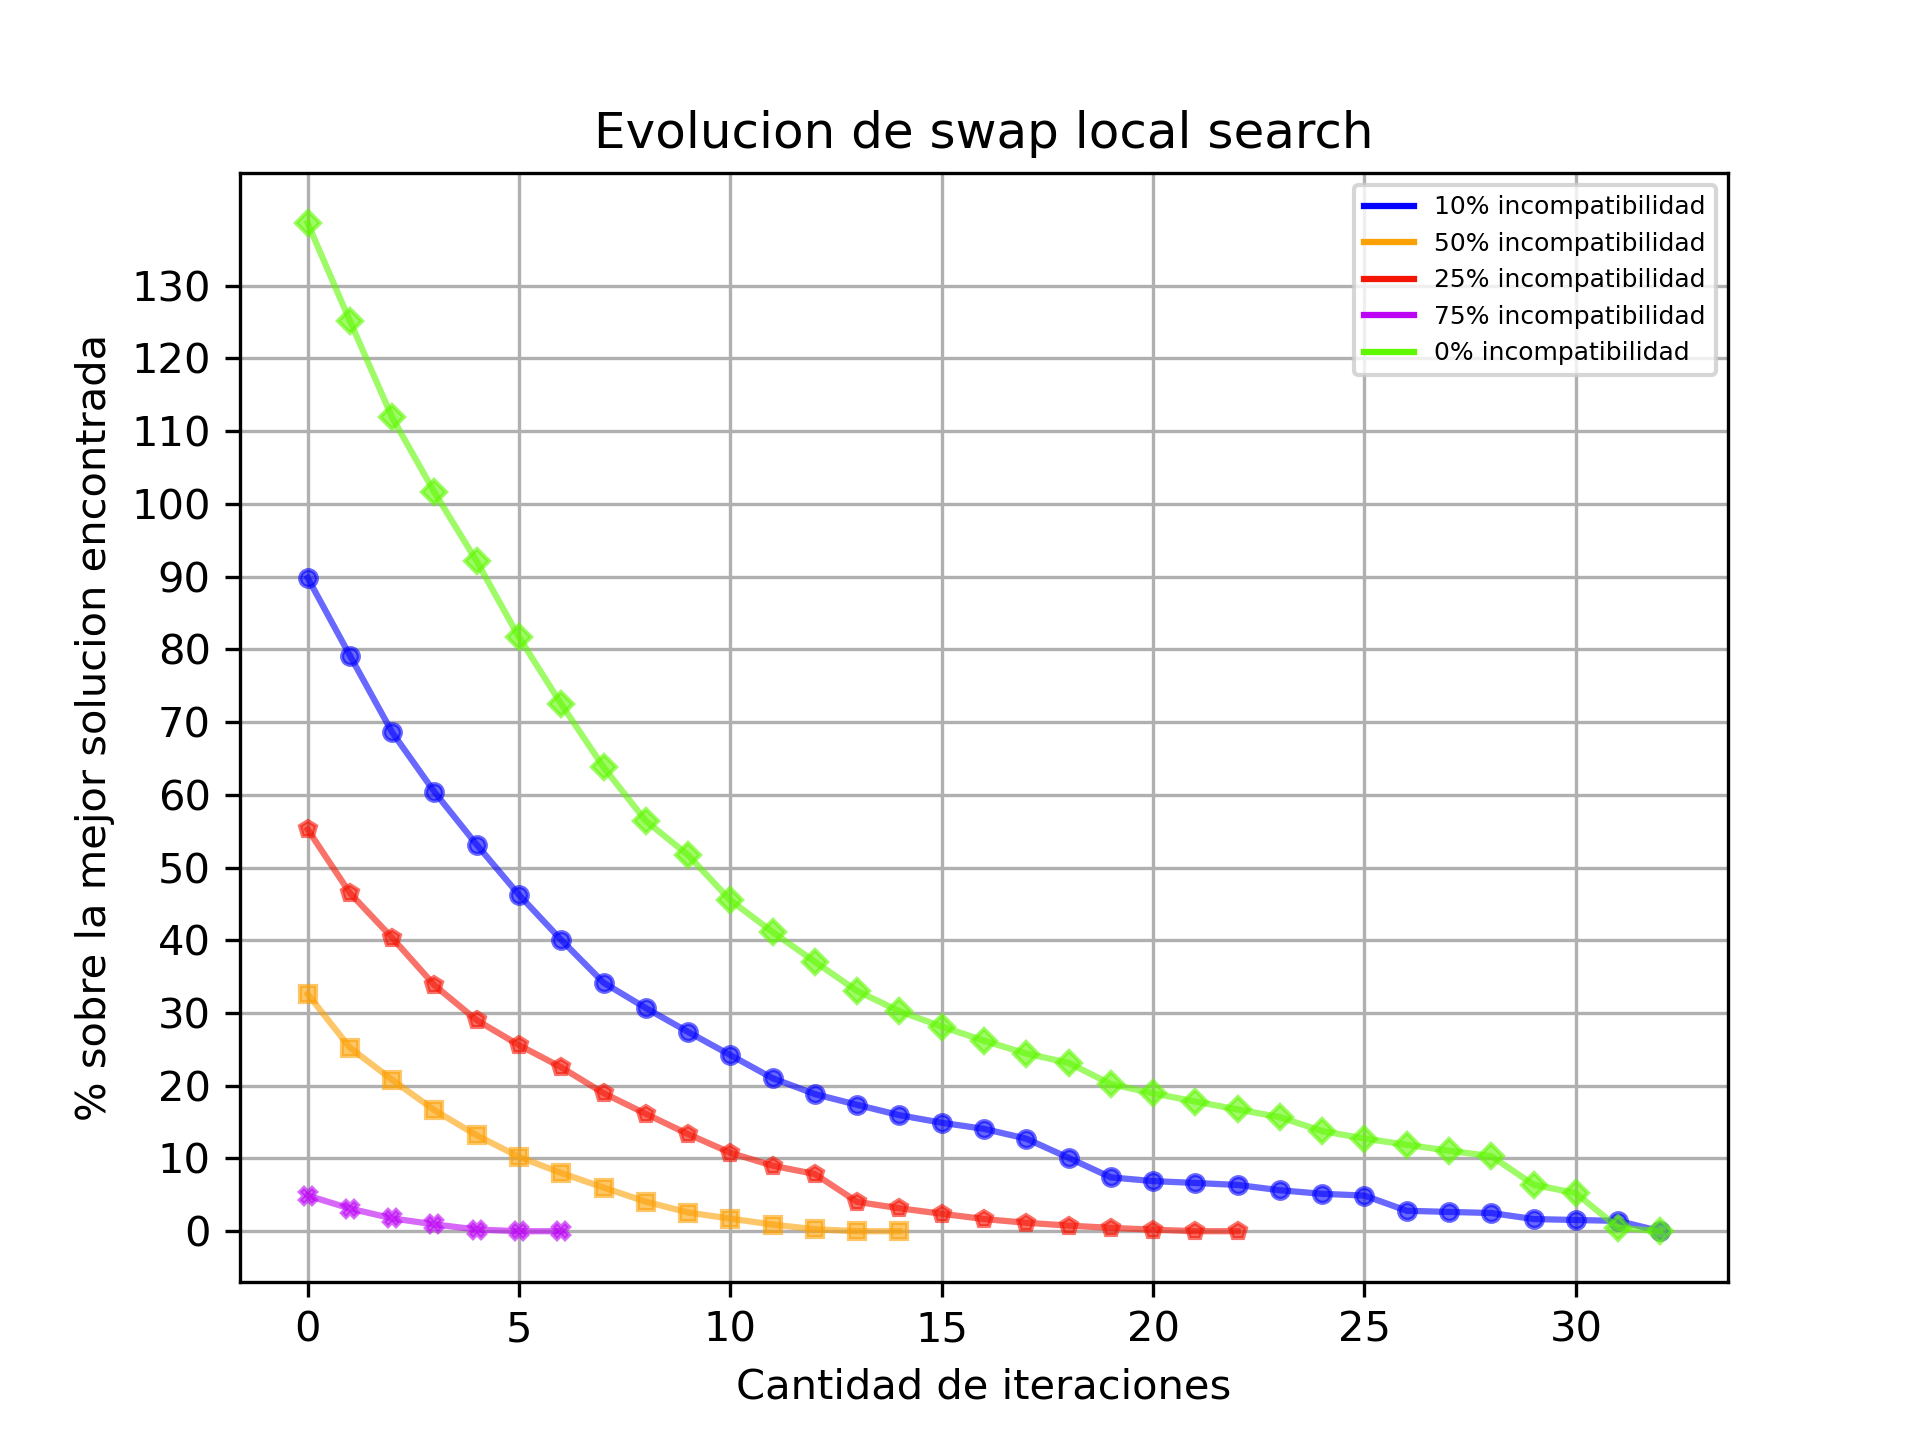 Evolucion de swap local search
10% incompatibilidad
50% incompatibilidad
25% incompatibilidad
75% incompatibilidad
0% incompatibilidad
% sobre la mejor solucion encontrada
130
120
110
100
90
80
70
60
50
40
30
20
10
0
0 5 10 15 20 25 30
Cantidad de iteraciones